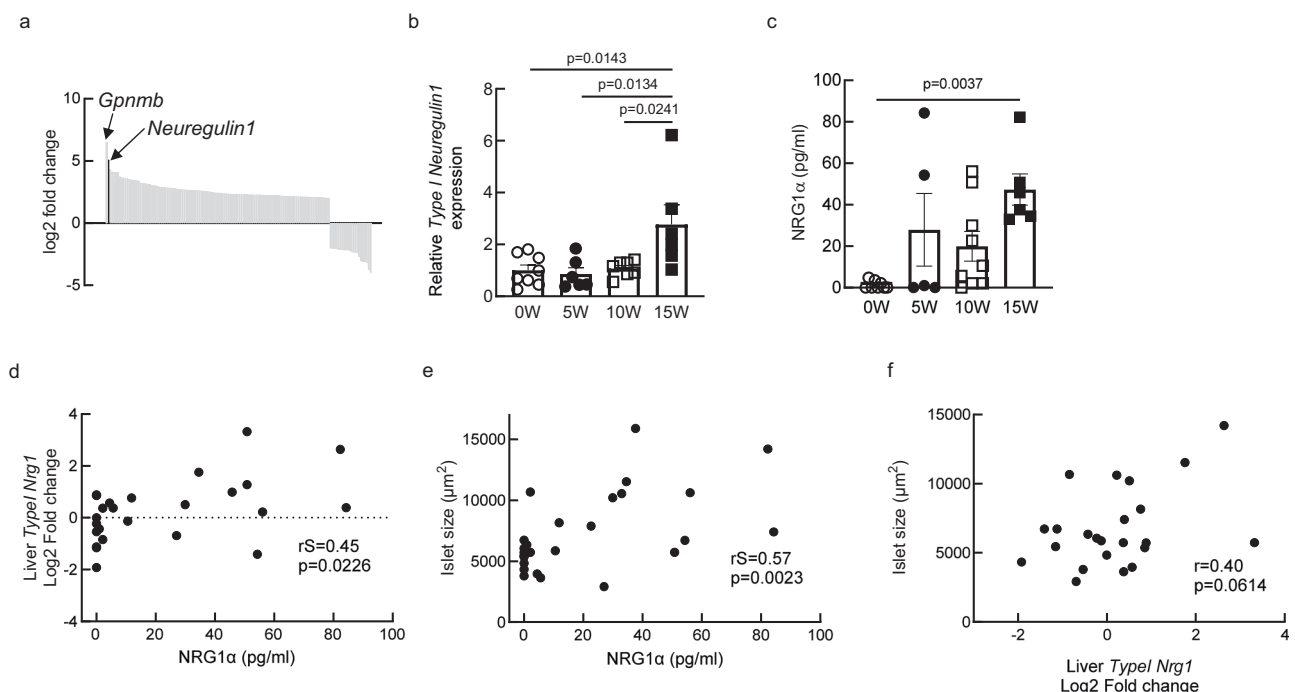 a
log2 fold change
10
5
0
-5
Gpnmb
Neuregulin1
b
Relative Type I Neuregulin1
expression
8
6
4
2
0
p=0.0143
p=0.0134
p=0.0241
0W 5W 10W 15W
c
NRG1α (pg/ml)
100
80
60
40
20
0
p=0.0037
0W 5W 10W 15W
d
Liver TypeI Nrg1
Log2 Fold change
4
2
0
-2
-4
rS=0.45
p=0.0226
0 20 40 60 80 100
NRG1α (pg/ml)
e
Islet size (µm²)
15000
10000
5000
0
rS=0.57
p=0.0023
0 20 40 60 80 100
NRG1α (pg/ml)
f
Islet size (µm²)
15000
10000
5000
0
r=0.40
p=0.0614
-2 0 2 4
Liver TypeI Nrg1
Log2 Fold change